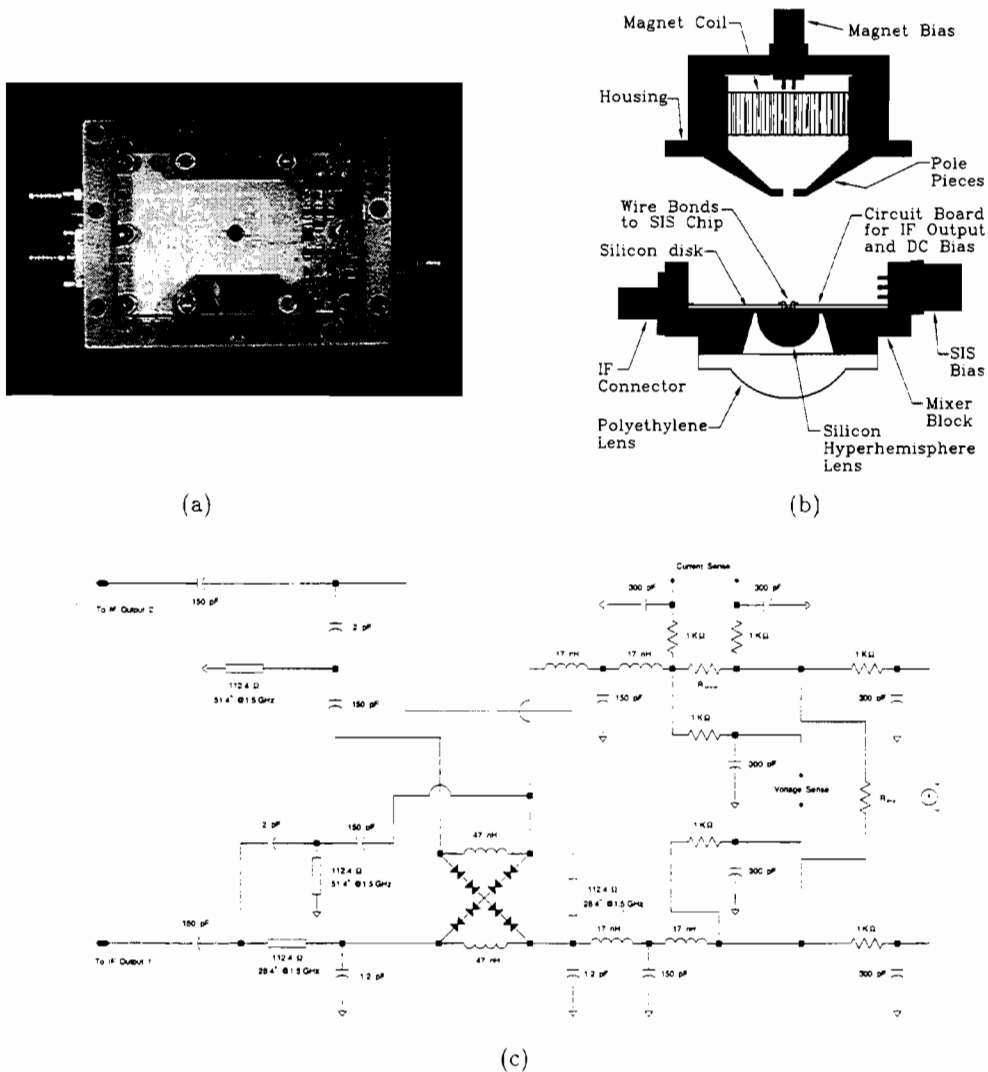 Magnet Coil
Magnet Bias
Housing
Pole
Pieces
Wire Bonds
to SIS Chip
Circuit Board
for IF Output
and DC Bias
Silicon disk
IF
Connector
SIS
Bias
Mixer
Block
Polyethylene
Lens
Silicon
Hyperhemisphere
Lens
(a)
(b)
Current Sense
300 pF
300 pF
150 pF
To IF Output 2
2 pF
1 KΩ
1 KΩ
17 nH
17 nH
1 KΩ
112.4 Ω
51.4° @ 1.5 GHz
150 pF
150 pF
300 pF
1 KΩ
300 pF
Voltage Sense
2 pF
150 pF
47 nH
1 KΩ
112.4 Ω
51.4° @ 1.5 GHz
112.4 Ω
28.4° @ 1.5 GHz
300 pF
150 pF
17 nH
17 nH
1 KΩ
To IF Output 1
112.4 Ω
28.4° @ 1.5 GHz
47 nH
1.2 pF
1.2 pF
150 pF
300 pF
(c)